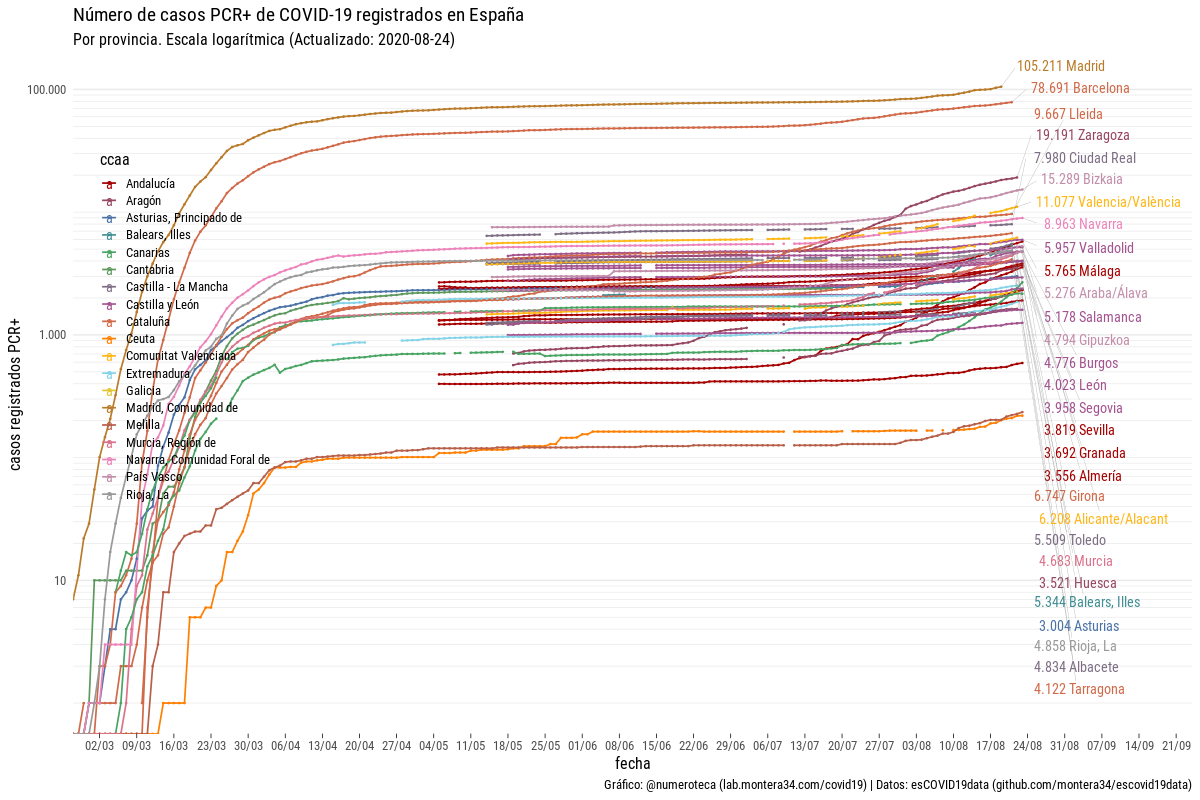 Número de casos PCR+ de COVID-19 registrados en España
Por provincia. Escala logarítmica (Actualizado: 2020-08-24)
100.000
1.000
10
casos registrados PCR+
ccaa
Andalucía
Aragón
Asturias, Principado de
Balears, Illes
Canarias
Cantabria
Castilla - La Mancha
Castilla y León
Cataluña
Ceuta
Comunitat Valenciana
Extremadura
Galicia
Madrid, Comunidad de
Melilla
Murcia, Región de
Navarra, Comunidad Foral de
País Vasco
Rioja, La
105.211 Madrid
78.691 Barcelona
9.667 Lleida
19.191 Zaragoza
7.980 Ciudad Real
15.289 Bizkaia
11.077 Valencia/València
8.963 Navarra
5.957 Valladolid
5.765 Málaga
5.276 Araba/Álava
5.178 Salamanca
4.794 Gipuzkoa
4.776 Burgos
4.023 León
3.958 Segovia
3.819 Sevilla
3.692 Granada
3.556 Almería
6.747 Girona
6.208 Alicante/Alacant
5.509 Toledo
4.683 Murcia
3.521 Huesca
5.344 Balears, Illes
3.004 Asturias
4.858 Rioja, La
4.834 Albacete
4.122 Tarragona
02/03 09/03 16/03 23/03 30/03 06/04 13/04 20/04 27/04 04/05 11/05 18/05 25/05 01/06 08/06 15/06 22/06 29/06 06/07 13/07 20/07 27/07 03/08 10/08 17/08 24/08 31/08 07/09 14/09 21/09
fecha
Gráfico: @numeroteca (lab.montera34.com/covid19) | Datos: esCOVID19data (github.com/montera34/escovid19data)